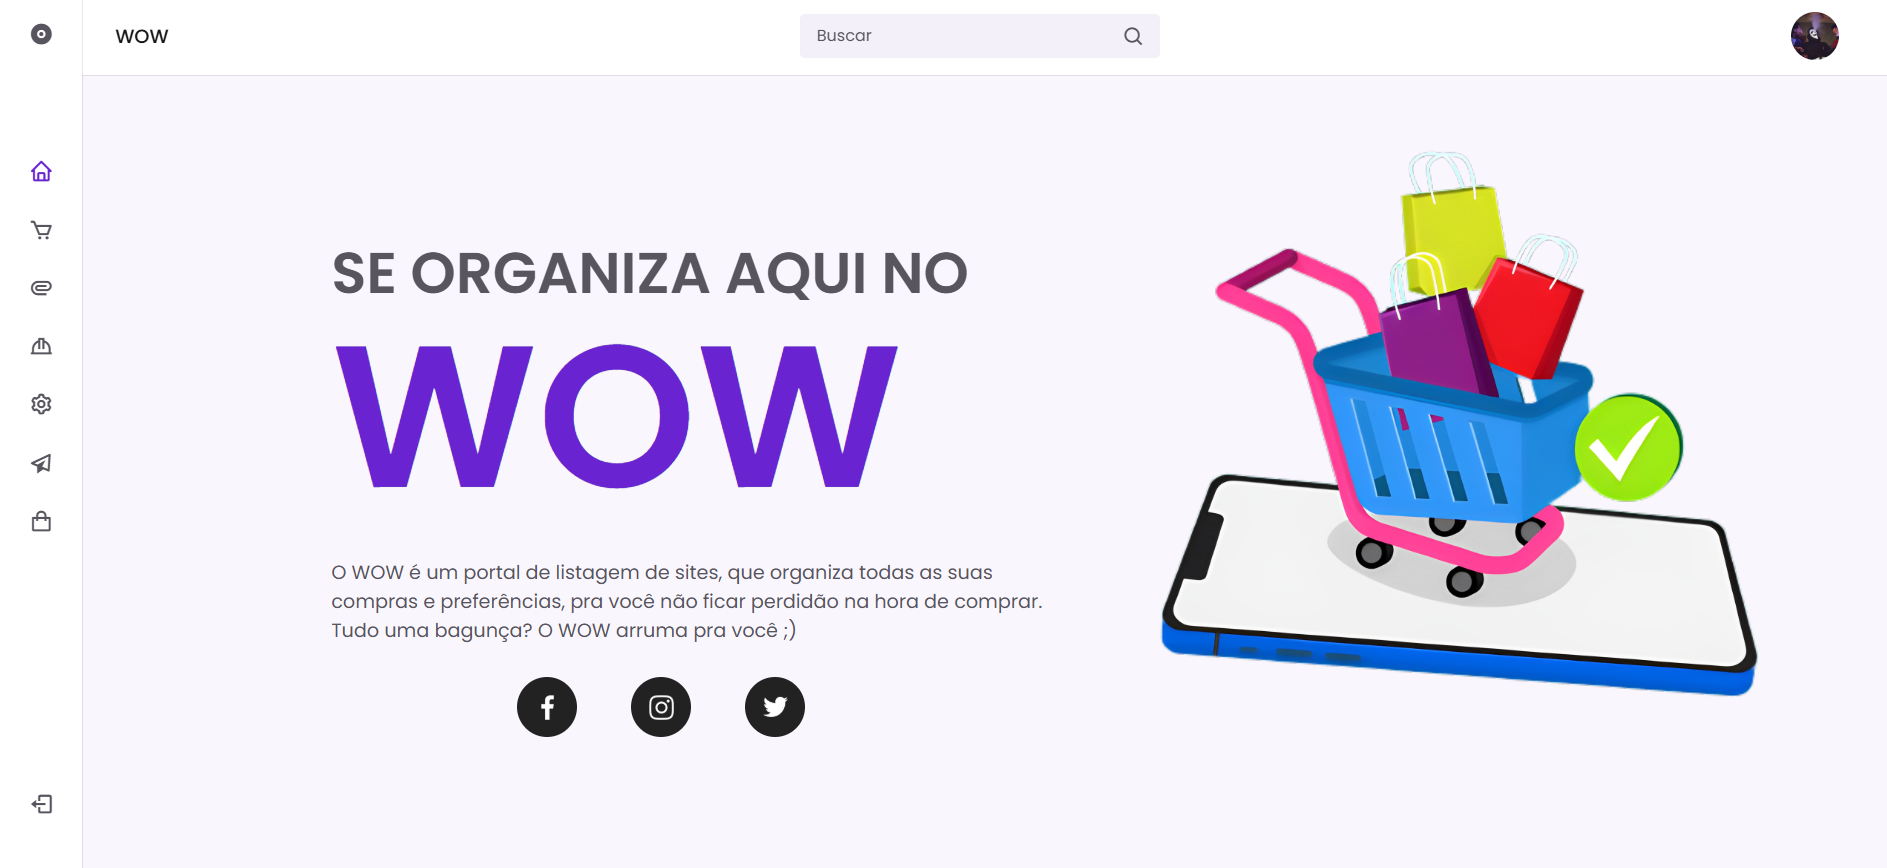 WOW
Buscar
SE ORGANIZA AQUI NO
WOW
O WOW é um portal de listagem de sites, que organiza todas as suas
compras e preferências, pra você não ficar perdidão na hora de comprar.
Tudo uma bagunça? O WOW arruma pra você ;)